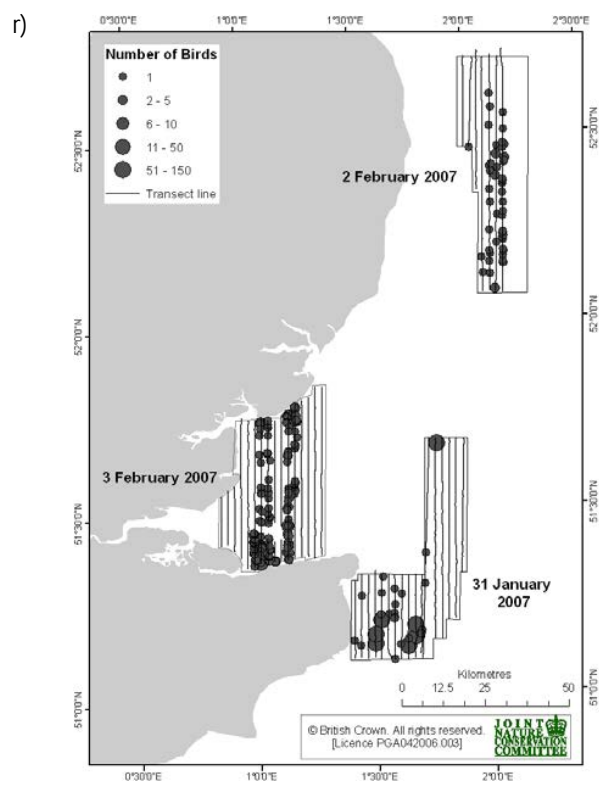 r)
0°30'0"E 1°0'0"E 1°30'0"E 2°0'0"E 2°30'0"E
Number of Birds
1
2 - 5
6 - 10
11 - 50
51 - 150
Transect line
52°30'0"N
52°30'0"N
2 February 2007
52°0'0"N
52°0'0"N
3 February 2007
51°30'0"N
51°30'0"N
31 January
2007
Kilometres
0 12.5 25 50
51°0'0"N
51°0'0"N
© British Crown. All rights reserved.
[Licence PGA042006.003]
JOINT
NATURE
CONSERVATION
COMMITTEE
0°30'0"E 1°0'0"E 1°30'0"E 2°0'0"E